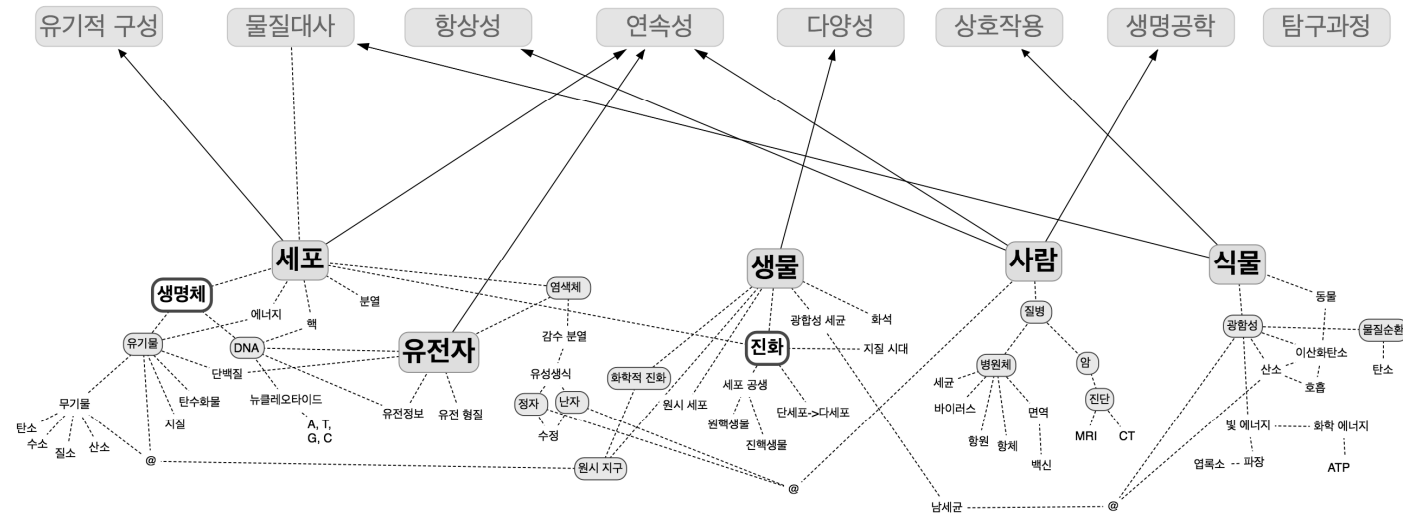 유기적 구성
물질대사
항상성
연속성
다양성
상호작용
생명공학
탐구과정
세포
생물
사람
식물
생명체
염색체
동물
에너지
핵
분열
질병
광합성 세균
화석
광합성
물질순환
유기물
DNA
유전자
감수 분열
진화
지질 시대
이산화탄소
단백질
유성생식
화학적 진화
세포 공생
병원체
암
산소
호흡
탄소
무기물
탄수화물
뉴클레오타이드
유전정보
유전 형질
정자
난자
원시 세포
원핵생물
단세포->다세포
세균
바이러스
면역
진단
지질
탄소
수소
질소
산소
A, T,
G, C
수정
진핵생물
항원
항체
MRI
CT
빛 에너지
화학 에너지
@
원시 지구
백신
엽록소
파장
ATP
@
남세균
@